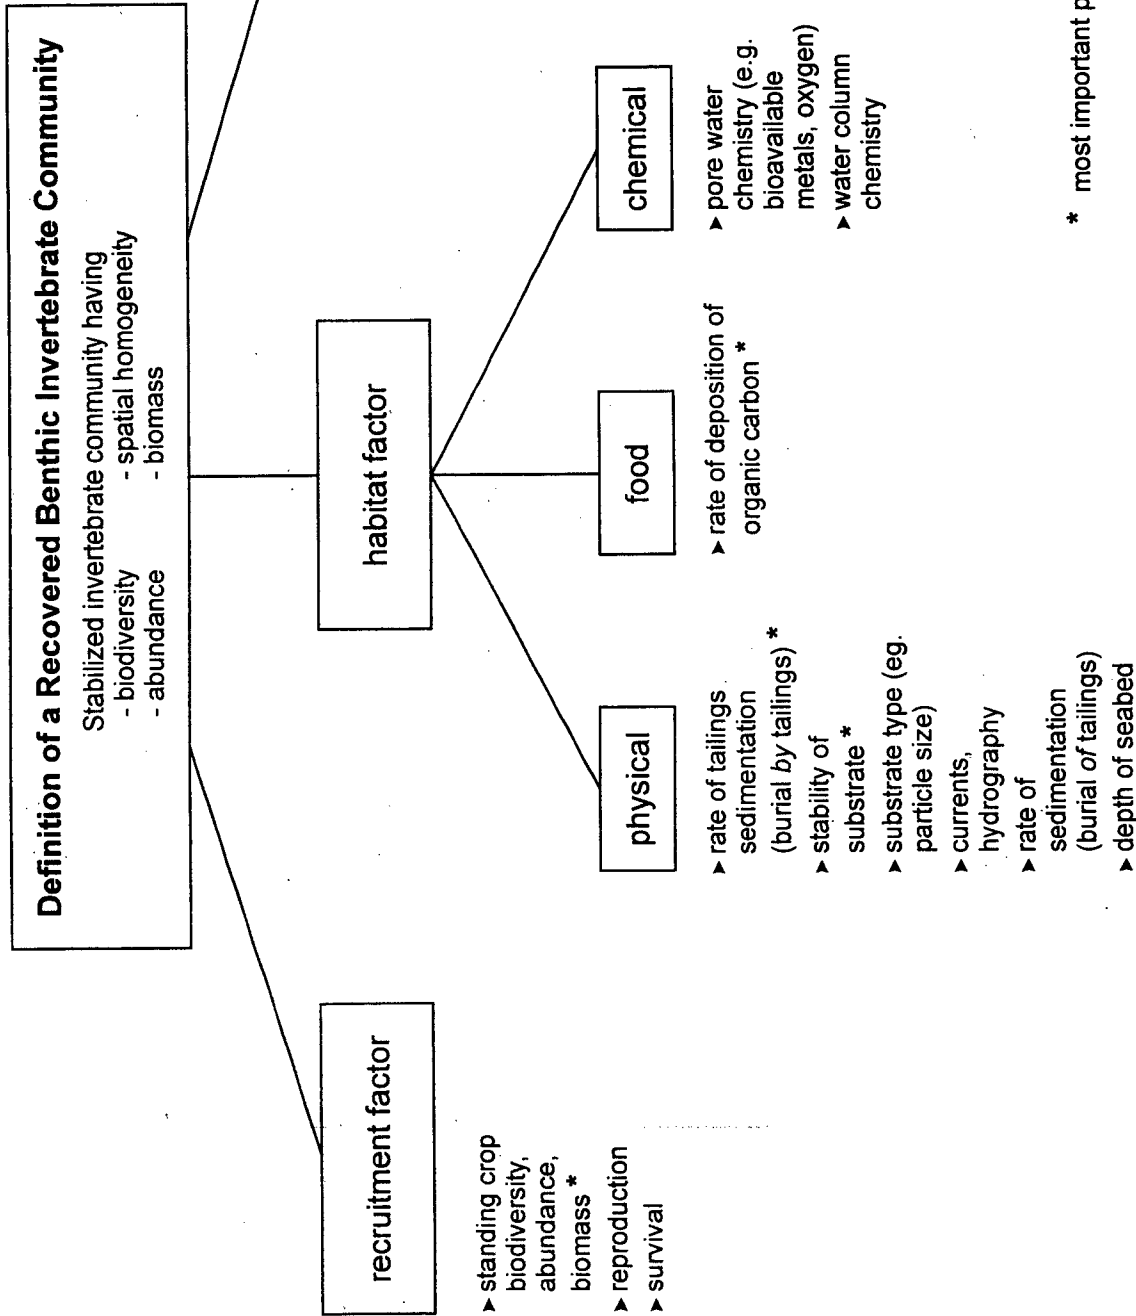 Definition of a Recovered Benthic Invertebrate Community
Stabilized invertebrate community having
- biodiversity - spatial homogeneity
- abundance - biomass
recruitment factor
➤ standing crop
biodiversity,
abundance,
biomass *
➤ reproduction
➤ survival
habitat factor
physical
➤ rate of tailings
sedimentation
(burial by tailings) *
➤ stability of
substrate *
➤ substrate type (eg.
particle size)
➤ currents,
hydrography
➤ rate of
sedimentation
(burial of tailings)
➤ depth of seabed
food
➤ rate of deposition of
organic carbon *
chemical
➤ pore water
chemistry (e.g.
bioavailable
metals, oxygen)
➤ water column
chemistry
* most important